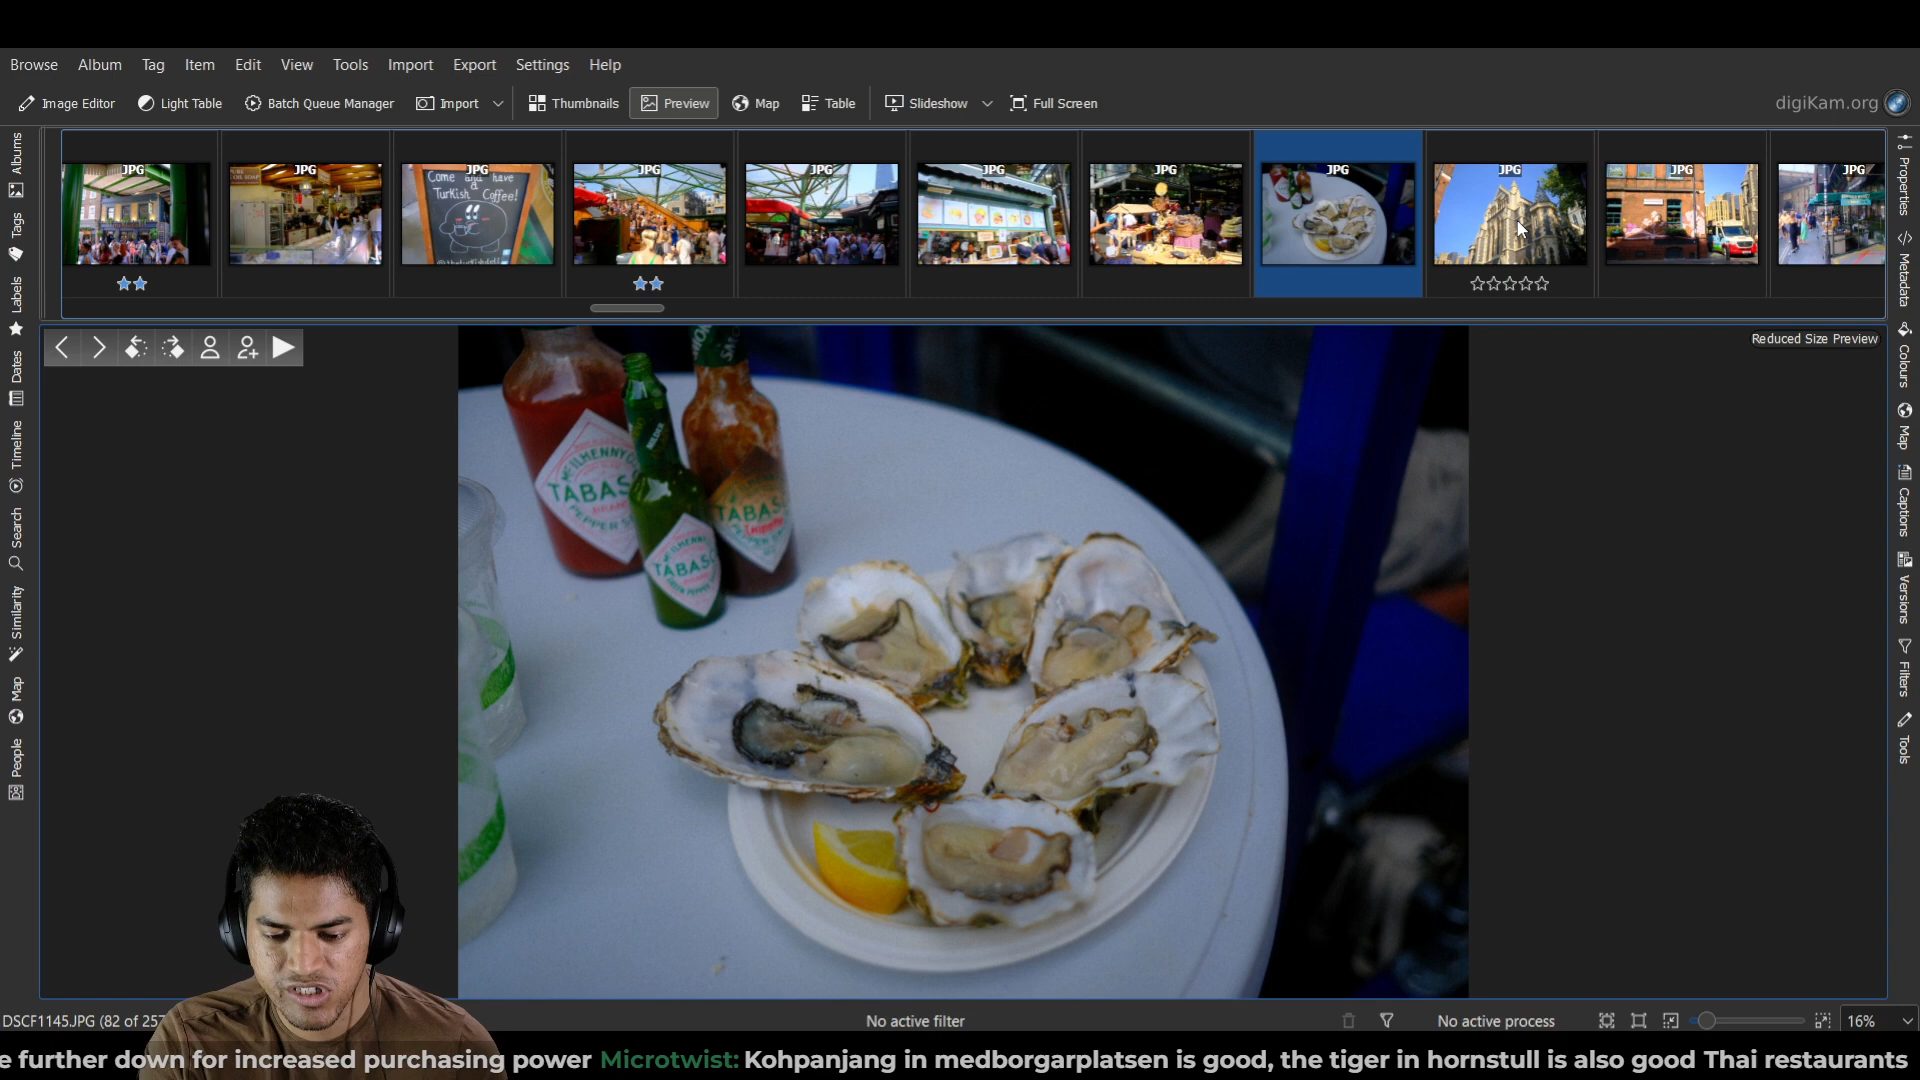 Browse Album Tag Item Edit View Tools Import Export Settings Help
Image Editor Light Table Batch Queue Manager Import Thumbnails Preview Map Table Slideshow Full Screen digiKam.org
JPG JPG JPG JPG JPG JPG JPG JPG JPG JPG JPG
Come and have
a
Turkish Coffee!
Albums
Tags
Labels
Dates
Timeline
Search
Similarity
Map
People
Reduced Size Preview
TABAS
PEPPER
TABAS
TABAS
Properties
Metadata
Colours
Map
Captions
Versions
Filters
Tools
DSCF1145.JPG (82 of 257 No active filter No active process 16%
e further down for increased purchasing power Microtwist: Kohpanjang in medborgarplatsen is good, the tiger in hornstull is also good Thai restaurants